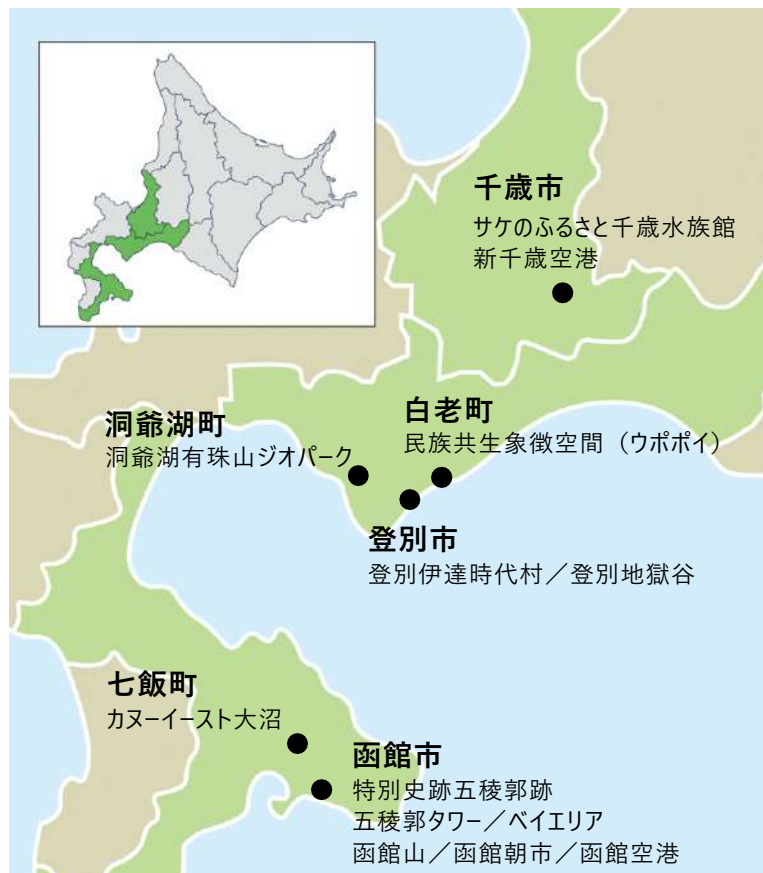 千歳市
サケのふるさと千歳水族館
新千歳空港
洞爺湖町
洞爺湖有珠山ジオパーク
白老町
民族共生象徴空間（ウポポイ）
登別市
登別伊達時代村／登別地獄谷
七飯町
カヌーイースト大沼
函館市
特別史跡五稜郭跡
五稜郭タワー／ベイエリア
函館山／函館朝市／函館空港